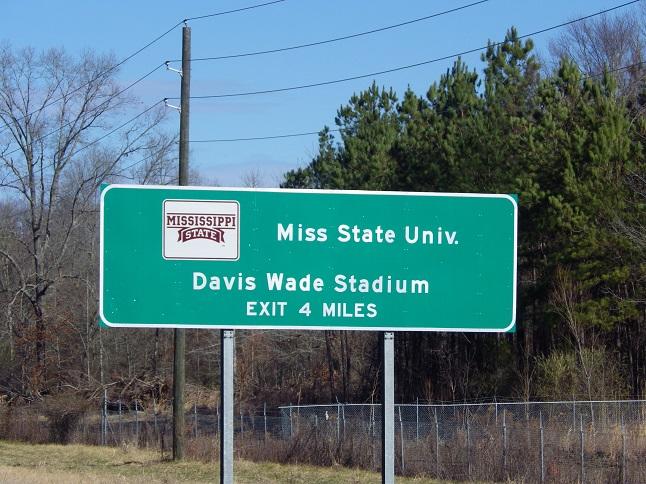 MISSISSIPPI
STATE
Miss State Univ.
Davis Wade Stadium
EXIT 4 MILES